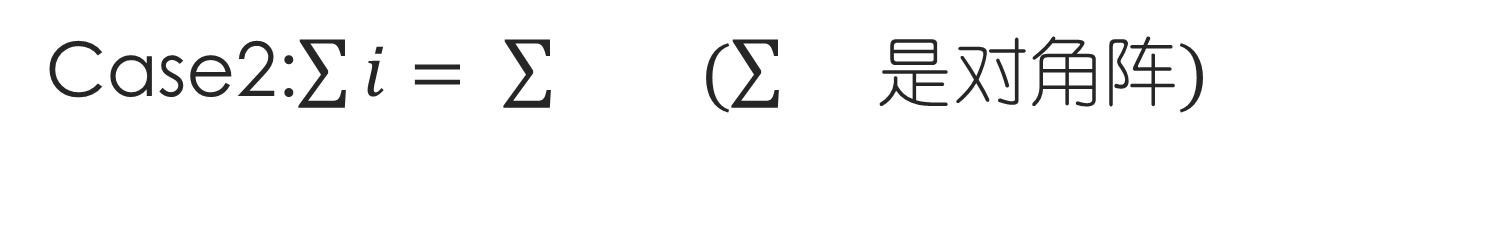 Case2:∑ i = ∑ (∑ 是对角阵)